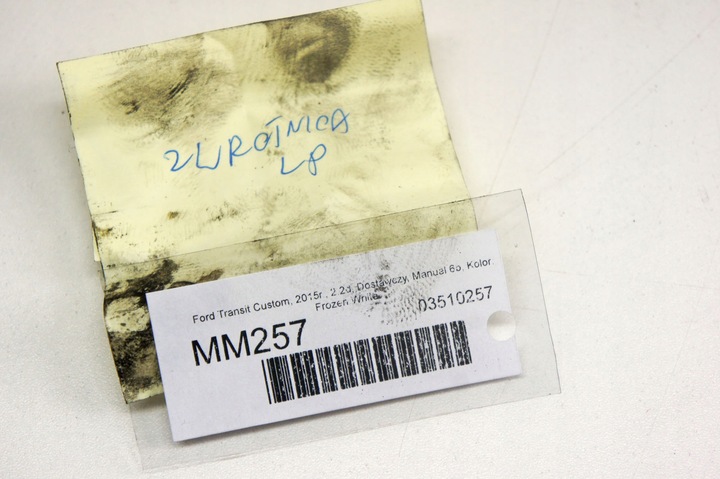 ZWROTNICA
LP
Ford Transit Custom, 2015r., 2.2d, Dostawczy, Manual 6b, Kolor
Frozen White
03510257
MM257